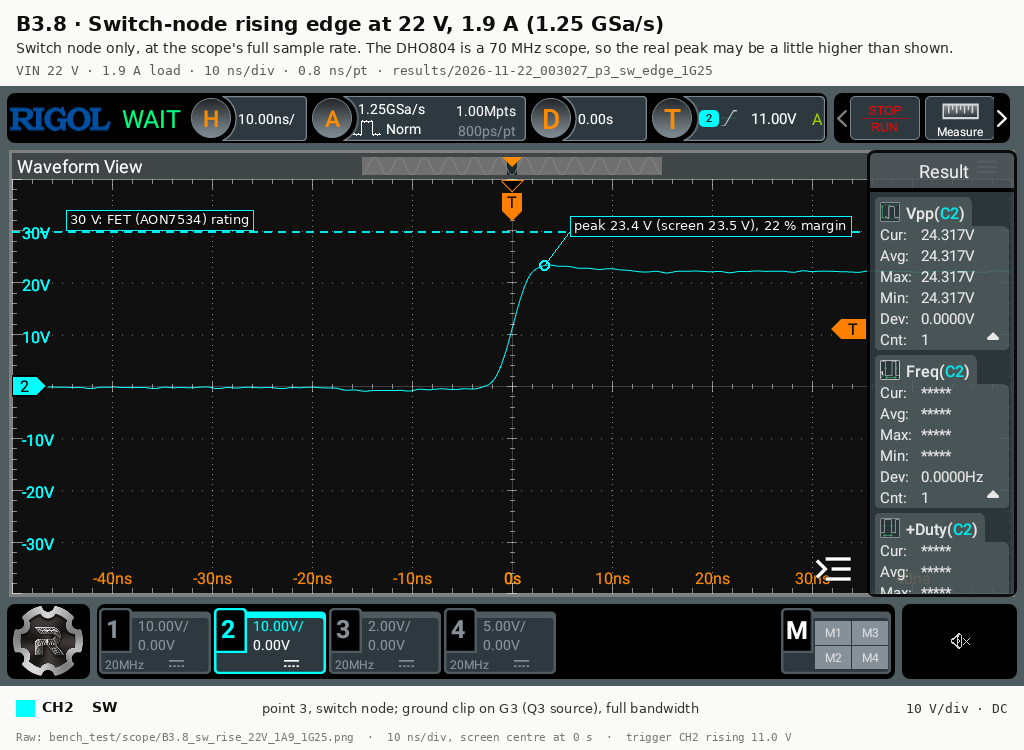 B3.8 · Switch-node rising edge at 22 V, 1.9 A (1.25 GSa/s)
Switch node only, at the scope's full sample rate. The DHO804 is a 70 MHz scope, so the real peak may be a little higher than shown.
VIN 22 V · 1.9 A load · 10 ns/div · 0.8 ns/pt · results/2026-11-22_003027_p3_sw_edge_1G25
RIGOL WAIT H 10.00ns/ A 1.25GSa/s Norm 1.00Mpts 800ps/pt D 0.00s T 2 11.00V A STOP RUN Measure
Waveform View
Result
T
30 V: FET (AON7534) rating
peak 23.4 V (screen 23.5 V), 22 % margin
30V
20V
10V
T
2
-10V
-20V
-30V
-40ns -30ns -20ns -10ns 0s 10ns 20ns 30ns
Vpp(C2)
Cur: 24.317V
Avg: 24.317V
Max: 24.317V
Min: 24.317V
Dev: 0.0000V
Cnt: 1
Freq(C2)
Cur: *****
Avg: *****
Max: *****
Min: *****
Dev: 0.0000Hz
Cnt: 1
+Duty(C2)
Cur: *****
Avg: *****
Max: *****
1 10.00V/ 0.00V 20MHz
2 10.00V/ 0.00V
3 2.00V/ 0.00V 20MHz
4 5.00V/ 0.00V 20MHz
M M1 M3 M2 M4
CH2 SW point 3, switch node; ground clip on G3 (Q3 source), full bandwidth 10 V/div · DC
Raw: bench_test/scope/B3.8_sw_rise_22V_1A9_1G25.png · 10 ns/div, screen centre at 0 s · trigger CH2 rising 11.0 V